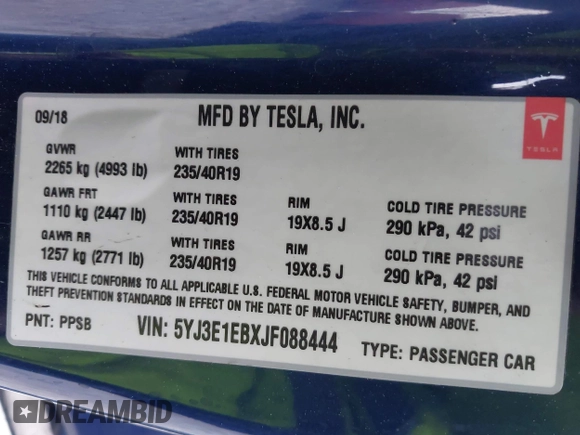 09/18 MFD BY TESLA, INC.
TESLA
GVWR WITH TIRES
2265 kg (4993 lb) 235/40R19
GAWR FRT WITH TIRES RIM COLD TIRE PRESSURE
1110 kg (2447 lb) 235/40R19 19X8.5 J 290 kPa, 42 psi
GAWR RR WITH TIRES RIM COLD TIRE PRESSURE
1257 kg (2771 lb) 235/40R19 19X8.5 J 290 kPa, 42 psi
THIS VEHICLE CONFORMS TO ALL APPLICABLE U.S. FEDERAL MOTOR VEHICLE SAFETY, BUMPER, AND
THEFT PREVENTION STANDARDS IN EFFECT ON THE DATE OF MANUFACTURE SHOWN ABOVE.
PNT: PPSB VIN: 5YJ3E1EBXJF088444 TYPE: PASSENGER CAR
DREAMBID